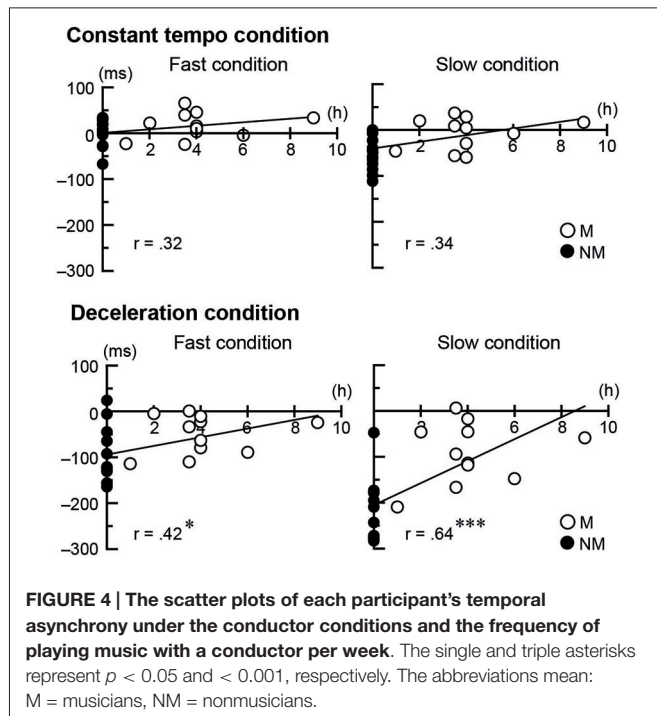 Constant tempo condition
Fast condition
Slow condition
(ms)
100
0
–100
–200
–300
2 4 6 8 10
(h)
r = .32
2 4 6 8 10
(h)
r = .34
M
NM
Deceleration condition
Fast condition
Slow condition
(ms)
100
0
–100
–200
–300
2 4 6 8 10
(h)
r = .42*
2 4 6 8 10
(h)
r = .64***
M
NM
FIGURE 4 | The scatter plots of each participant's temporal
asynchrony under the conductor conditions and the frequency of
playing music with a conductor per week. The single and triple asterisks
represent p < 0.05 and < 0.001, respectively. The abbreviations mean:
M = musicians, NM = nonmusicians.